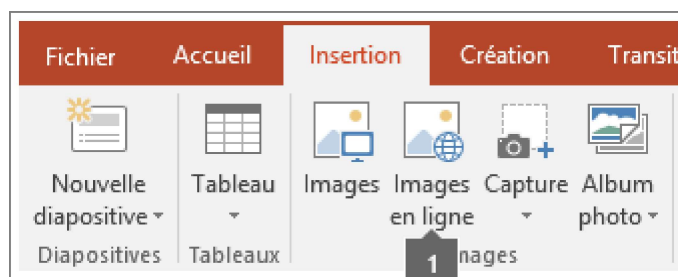 Fichier Accueil Insertion Création Transit
Nouvelle diapositive
Tableau
Images
Images en ligne
Capture
Album photo
Diapositives Tableaux mages
1